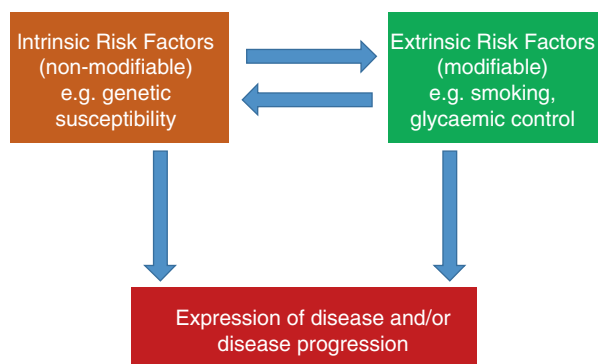 Intrinsic Risk Factors
(non-modifiable)
e.g. genetic
susceptibility
Extrinsic Risk Factors
(modifiable)
e.g. smoking,
glycaemic control
Expression of disease and/or
disease progression